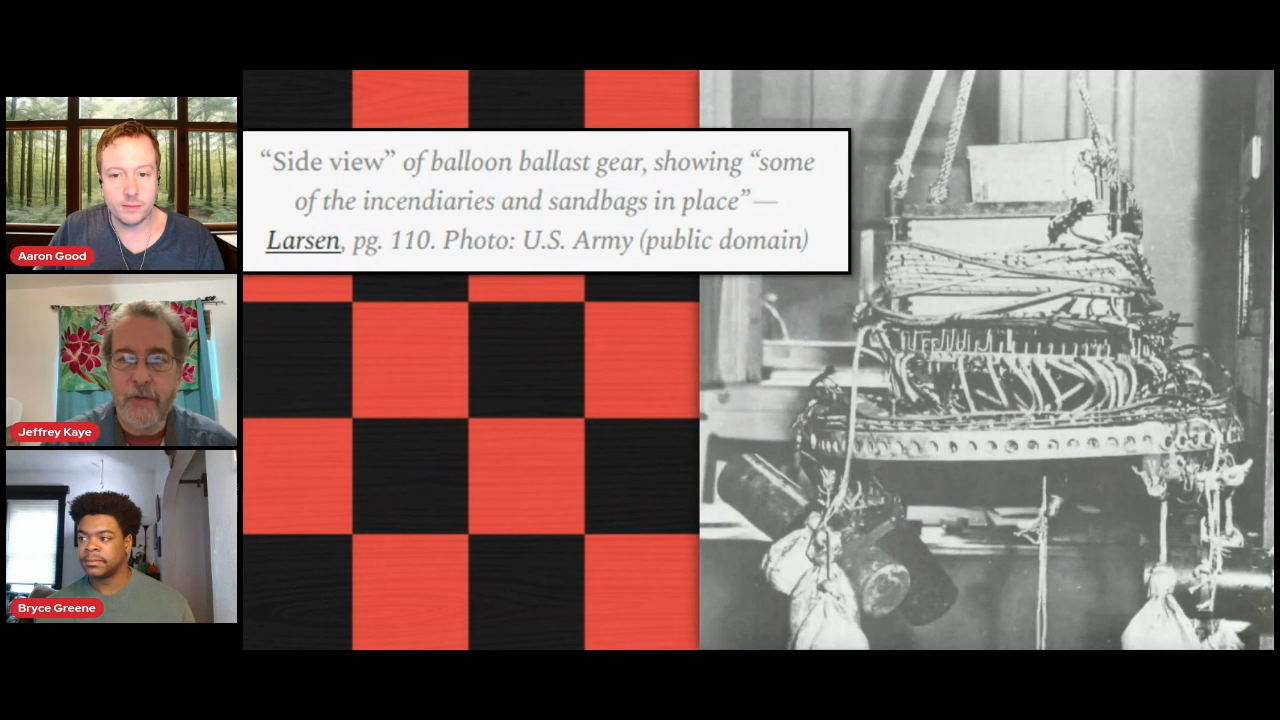 Aaron Good
Jeffrey Kaye
Bryce Greene
“Side view” of balloon ballast gear, showing “some
of the incendiaries and sandbags in place”—
Larsen, pg. 110. Photo: U.S. Army (public domain)